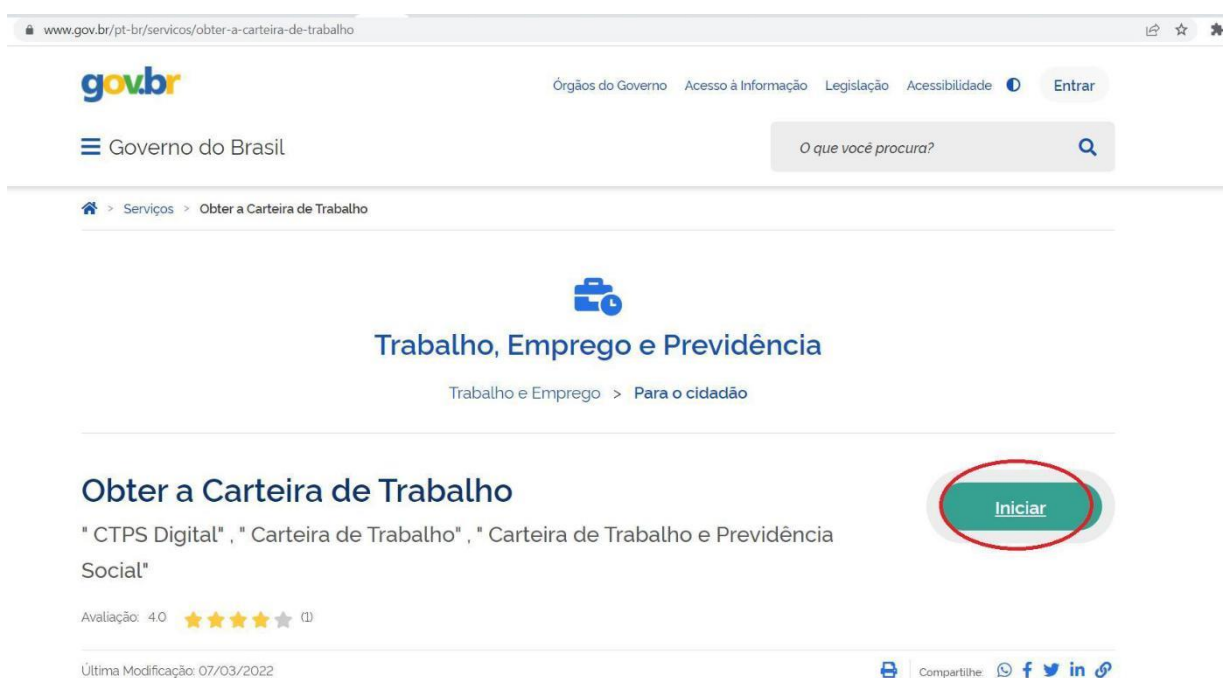 www.gov.br/pt-br/servicos/obter-a-carteira-de-trabalho
gov.br
Órgãos do Governo Acesso à Informação Legislação Acessibilidade Entrar
Governo do Brasil
O que você procura?
> Serviços > Obter a Carteira de Trabalho
Trabalho, Emprego e Previdência
Trabalho e Emprego > Para o cidadão
Obter a Carteira de Trabalho
Iniciar
" CTPS Digital" , " Carteira de Trabalho" , " Carteira de Trabalho e Previdência
Social"
Avaliação: 4.0 (1)
Última Modificação: 07/03/2022
Compartilhe: